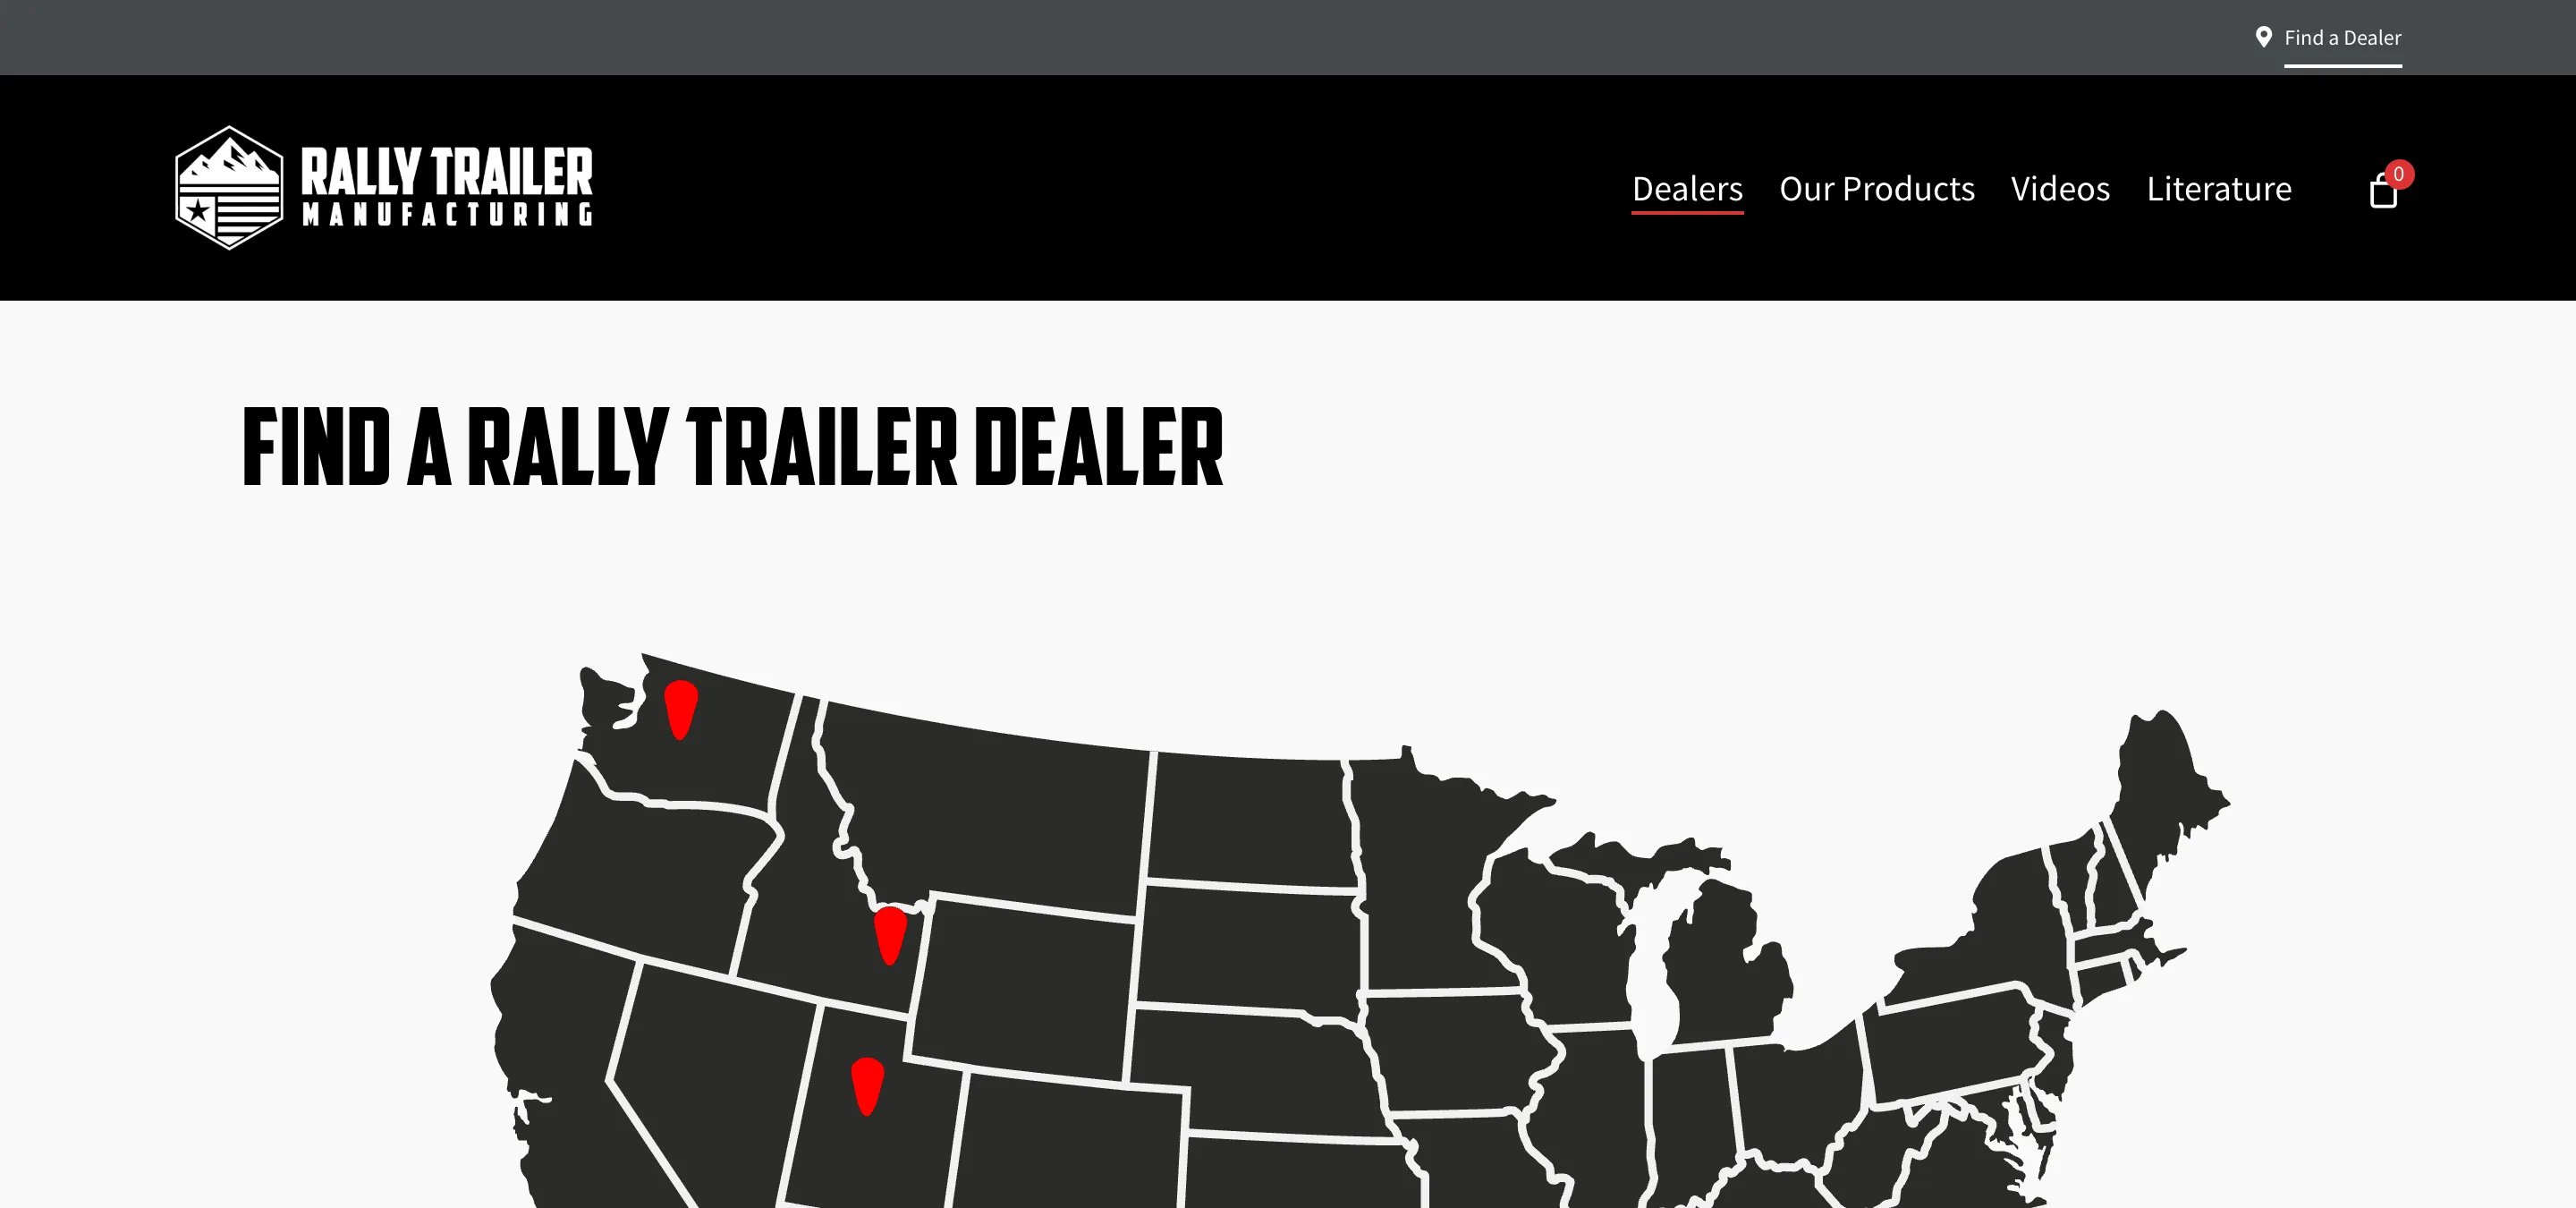 Find a Dealer
RALLY TRAILER
MANUFACTURING
Dealers Our Products Videos Literature 0
FIND A RALLY TRAILER DEALER